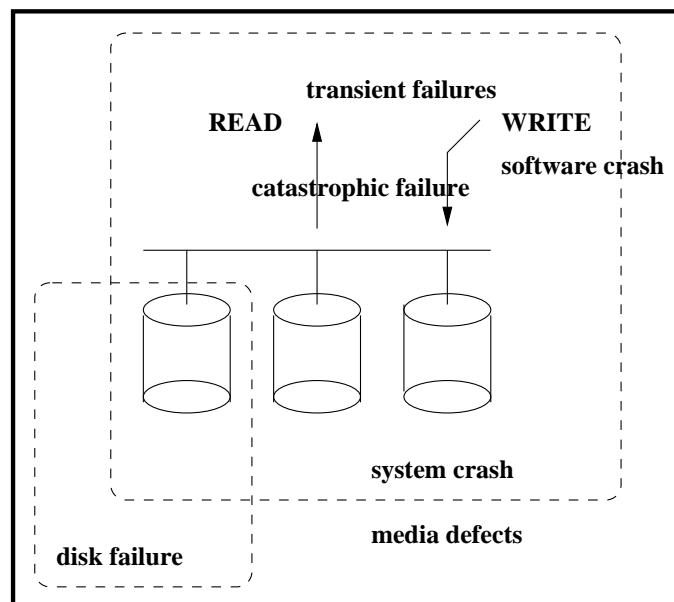 transient failures
READ
WRITE
software crash
catastrophic failure
system crash
media defects
disk failure